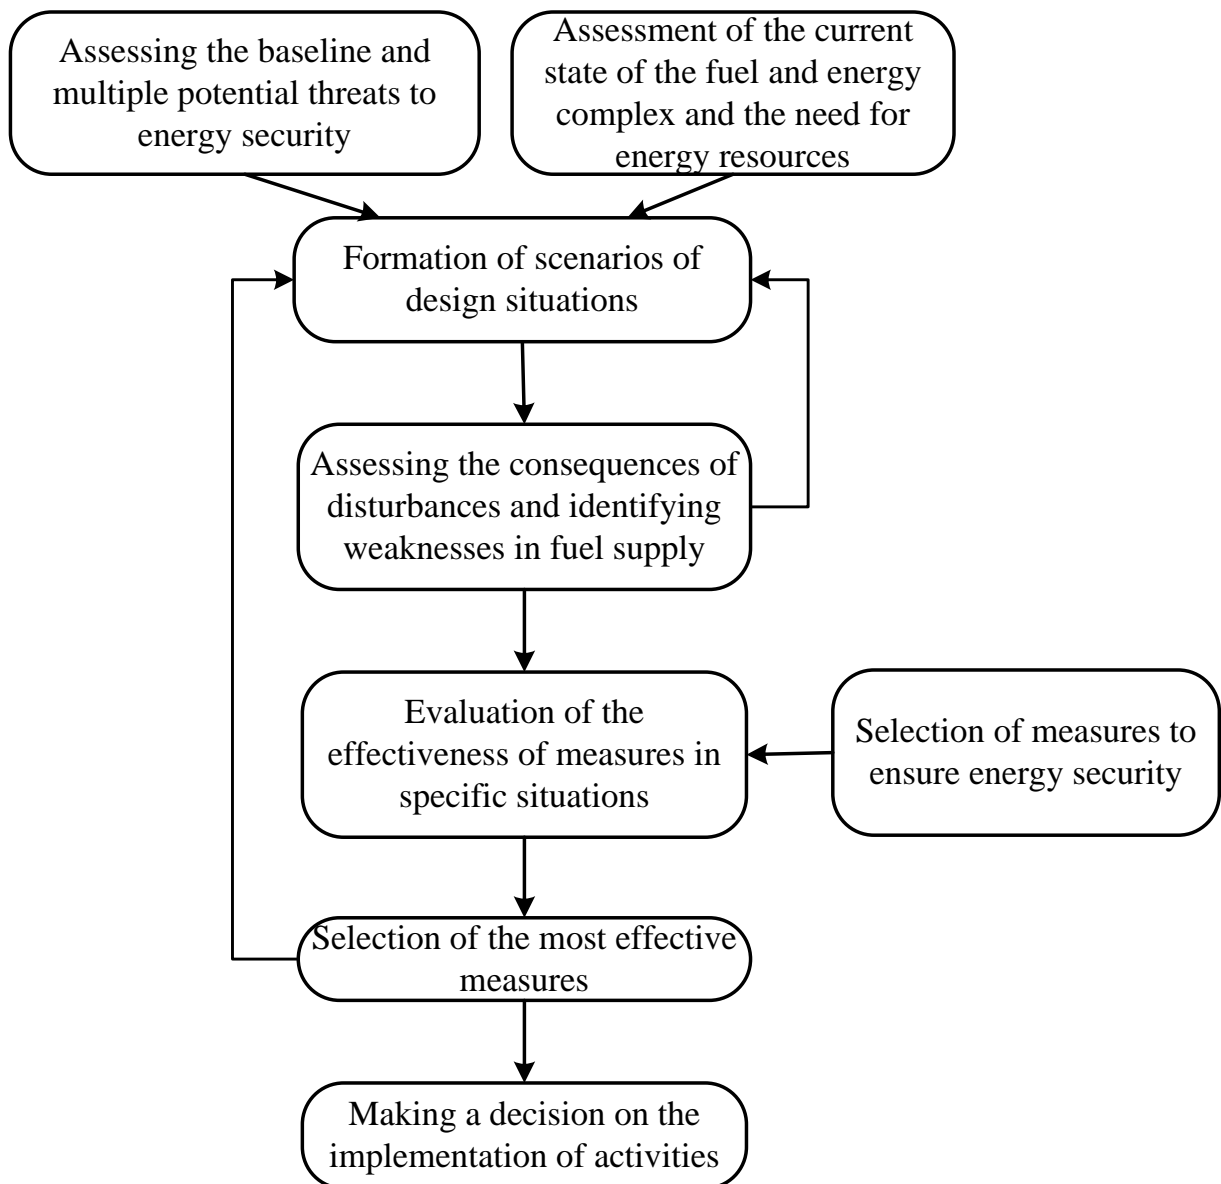 Assessing the baseline and
multiple potential threats to
energy security
Assessment of the current
state of the fuel and energy
complex and the need for
energy resources
Formation of scenarios of
design situations
Assessing the consequences of
disturbances and identifying
weaknesses in fuel supply
Evaluation of the
effectiveness of measures in
specific situations
Selection of measures to
ensure energy security
Selection of the most effective
measures
Making a decision on the
implementation of activities